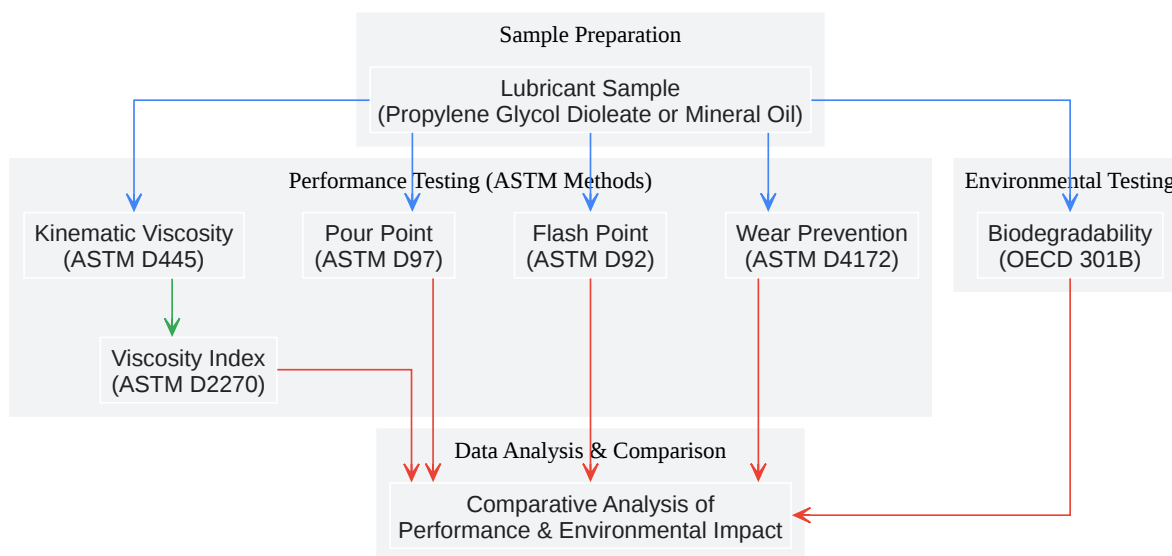 Sample Preparation
Lubricant Sample
(Propylene Glycol Dioleate or Mineral Oil)
Performance Testing (ASTM Methods)
Environmental Testing
Kinematic Viscosity
(ASTM D445)
Pour Point
(ASTM D97)
Flash Point
(ASTM D92)
Wear Prevention
(ASTM D4172)
Biodegradability
(OECD 301B)
Viscosity Index
(ASTM D2270)
Data Analysis & Comparison
Comparative Analysis of
Performance & Environmental Impact